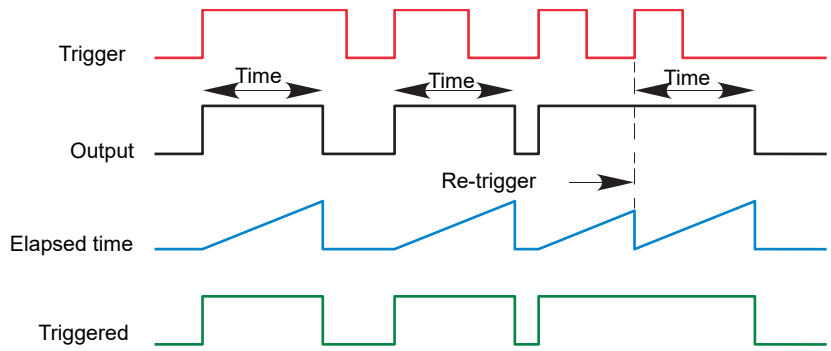 Trigger
Time
Time
Time
Output
Re-trigger
Elapsed time
Triggered